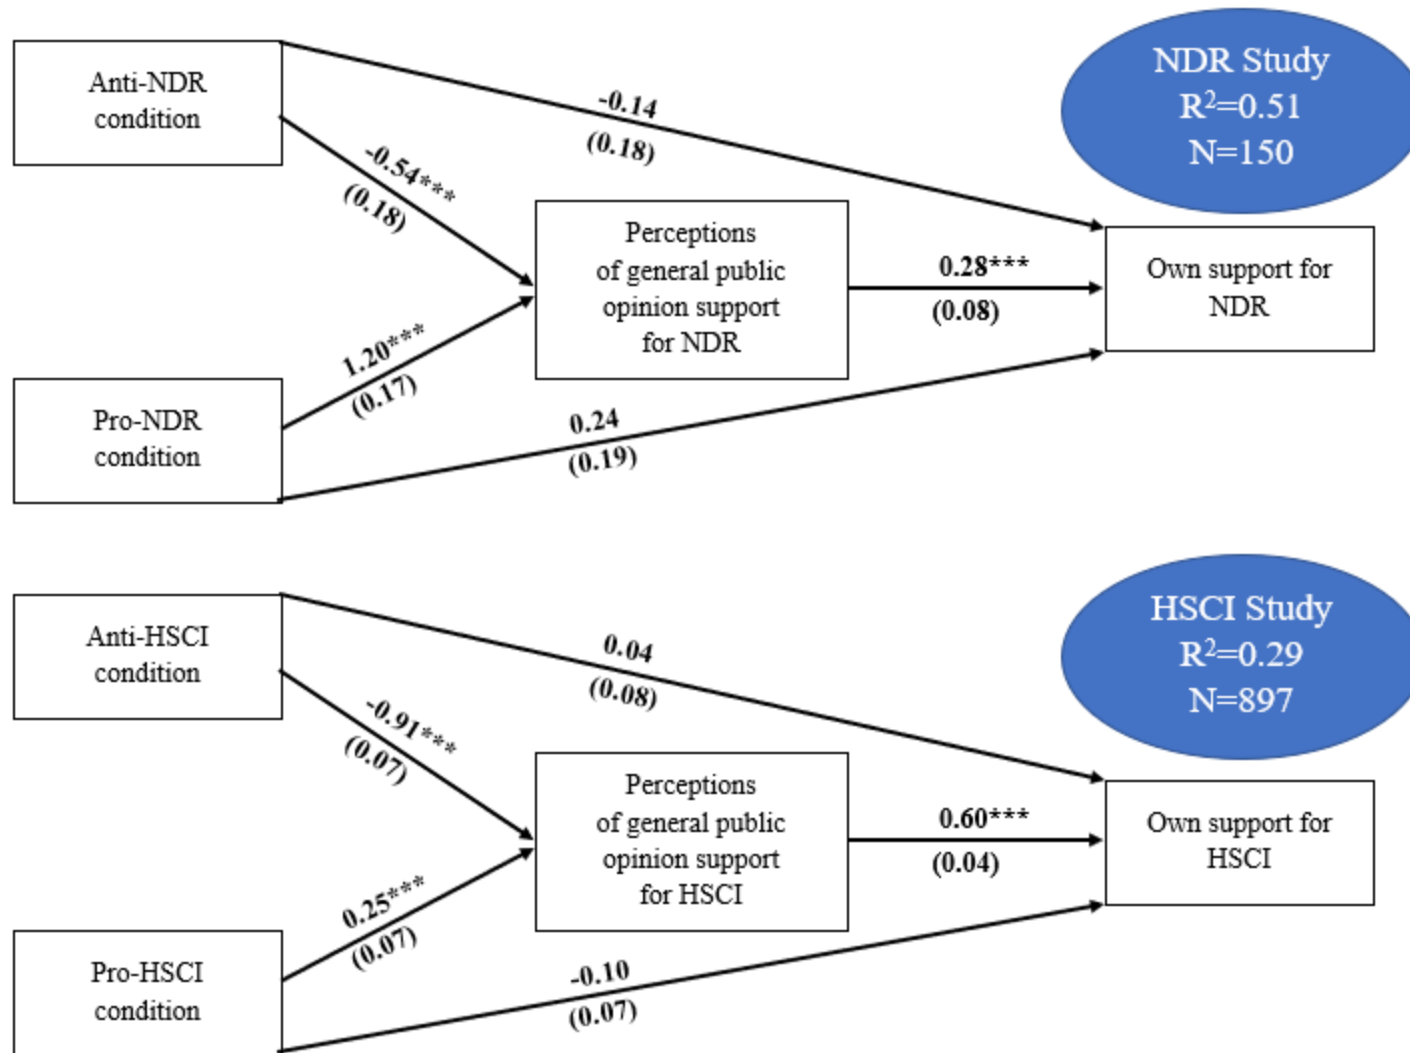 Anti-NDR
condition
-0.14
(0.18)
-0.54***
(0.18)
NDR Study
R²=0.51
N=150
Perceptions
of general public
opinion support
for NDR
0.28***
(0.08)
Own support for
NDR
1.20***
(0.17)
Pro-NDR
condition
0.24
(0.19)
Anti-HSCI
condition
0.04
(0.08)
-0.91***
(0.07)
HSCI Study
R²=0.29
N=897
Perceptions
of general public
opinion support
for HSCI
0.60***
(0.04)
Own support for
HSCI
0.25***
(0.07)
Pro-HSCI
condition
-0.10
(0.07)